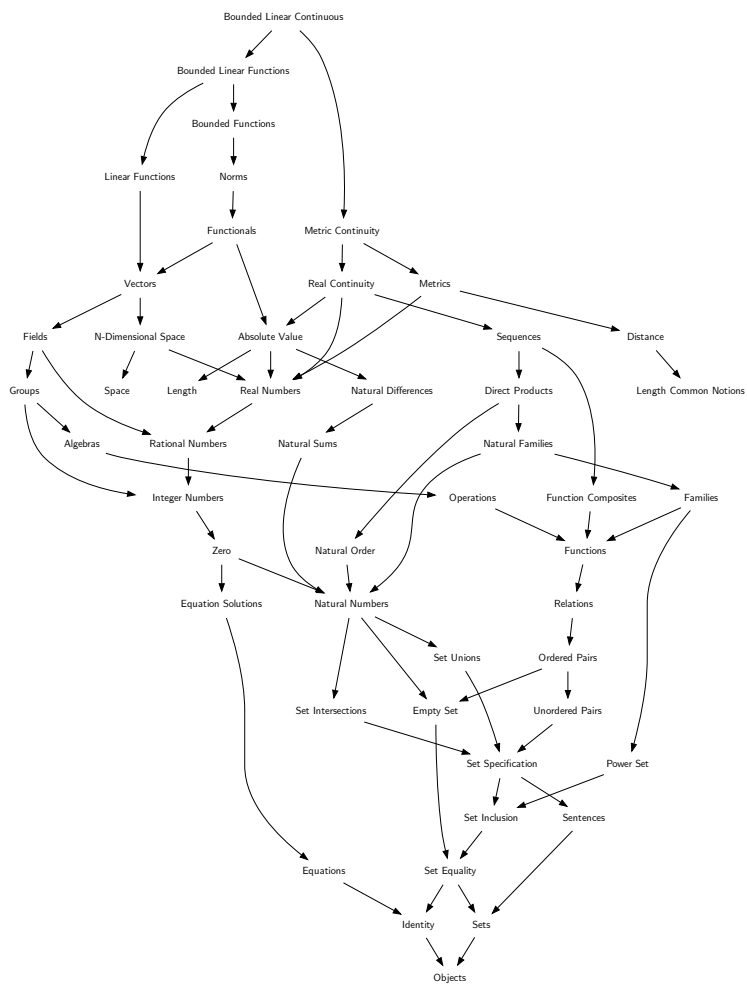 Bounded Linear Continuous
Bounded Linear Functions
Bounded Functions
Linear Functions
Norms
Functionals
Metric Continuity
Vectors
Real Continuity
Metrics
Fields
N-Dimensional Space
Absolute Value
Sequences
Distance
Groups
Space
Length
Real Numbers
Natural Differences
Direct Products
Length Common Notions
Algebras
Rational Numbers
Natural Sums
Natural Families
Integer Numbers
Operations
Function Composites
Families
Zero
Natural Order
Functions
Equation Solutions
Natural Numbers
Relations
Set Unions
Ordered Pairs
Set Intersections
Empty Set
Unordered Pairs
Set Specification
Power Set
Set Inclusion
Sentences
Equations
Set Equality
Identity
Sets
Objects